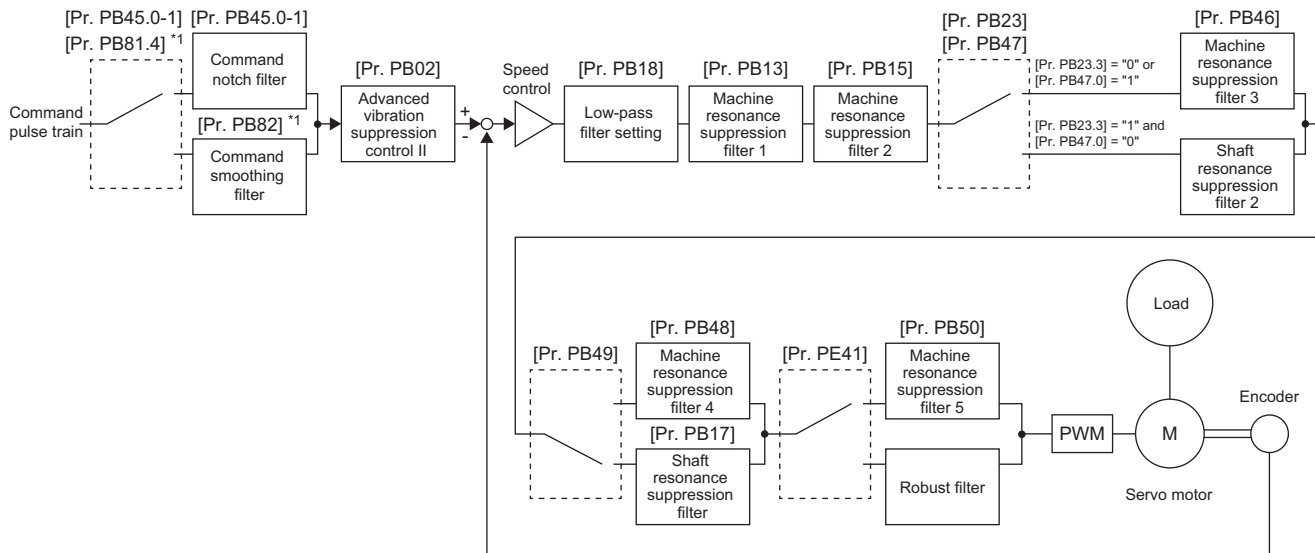 [Pr. PB45.0-1]
[Pr. PB81.4] *1
[Pr. PB45.0-1]
Command
notch filter
Command
pulse train
[Pr. PB82] *1
Command
smoothing
filter
[Pr. PB02]
Advanced
vibration
suppression
control II
+
-
Speed
control
[Pr. PB18]
Low-pass
filter setting
[Pr. PB13]
Machine
resonance
suppression
filter 1
[Pr. PB15]
Machine
resonance
suppression
filter 2
[Pr. PB23]
[Pr. PB47]
[Pr. PB23.3] = "0" or
[Pr. PB47.0] = "1"
[Pr. PB23.3] = "1" and
[Pr. PB47.0] = "0"
[Pr. PB46]
Machine
resonance
suppression
filter 3
Shaft
resonance
suppression
filter 2
[Pr. PB49]
[Pr. PB48]
Machine
resonance
suppression
filter 4
[Pr. PB17]
Shaft
resonance
suppression
filter
[Pr. PE41]
[Pr. PB50]
Machine
resonance
suppression
filter 5
Robust filter
PWM
Load
M
Servo motor
Encoder